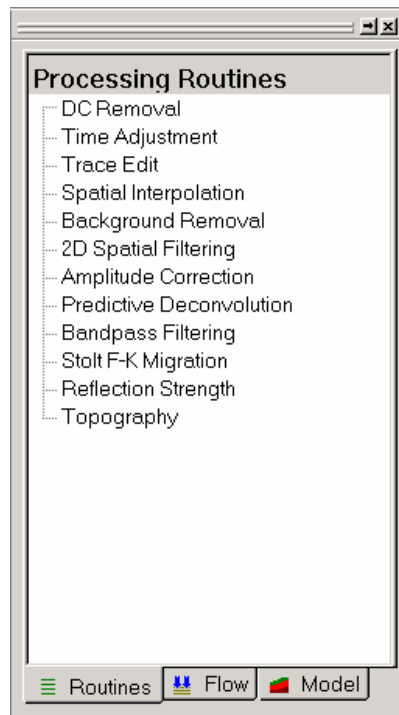 Processing Routines
DC Removal
Time Adjustment
Trace Edit
Spatial Interpolation
Background Removal
2D Spatial Filtering
Amplitude Correction
Predictive Deconvolution
Bandpass Filtering
Stolt F-K Migration
Reflection Strength
Topography
Routines Flow Model